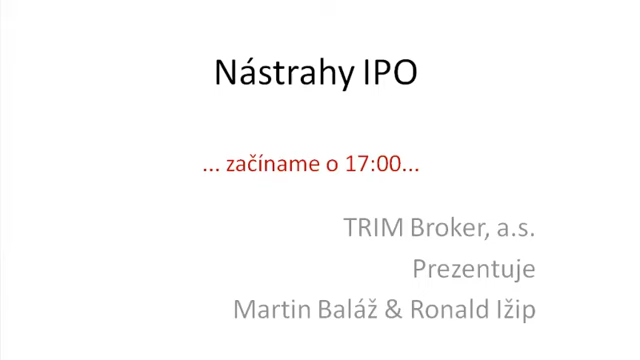 Nástrahy IPO
... začíname o 17:00...
TRIM Broker, a.s.
Prezentuje
Martin Baláž & Ronald Ižip